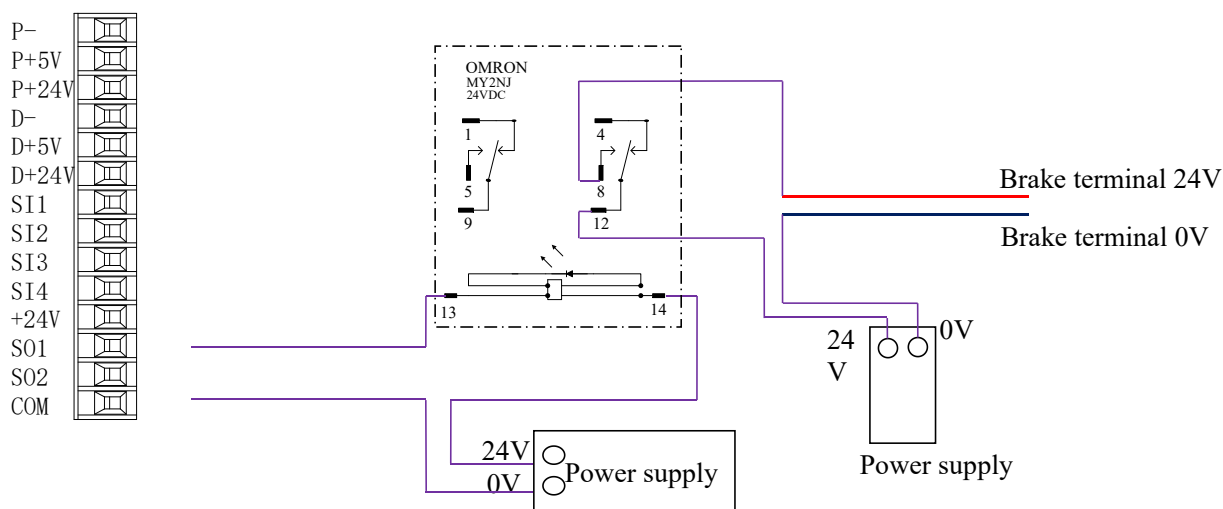 P-
P+5V
P+24V
D-
D+5V
D+24V
SI1
SI2
SI3
SI4
+24V
SO1
SO2
COM
OMRON
MY2NJ
24VDC
1
4
5
8
9
12
13
14
Brake terminal 24V
Brake terminal 0V
24
V
0V
Power supply
24V
0V
Power supply